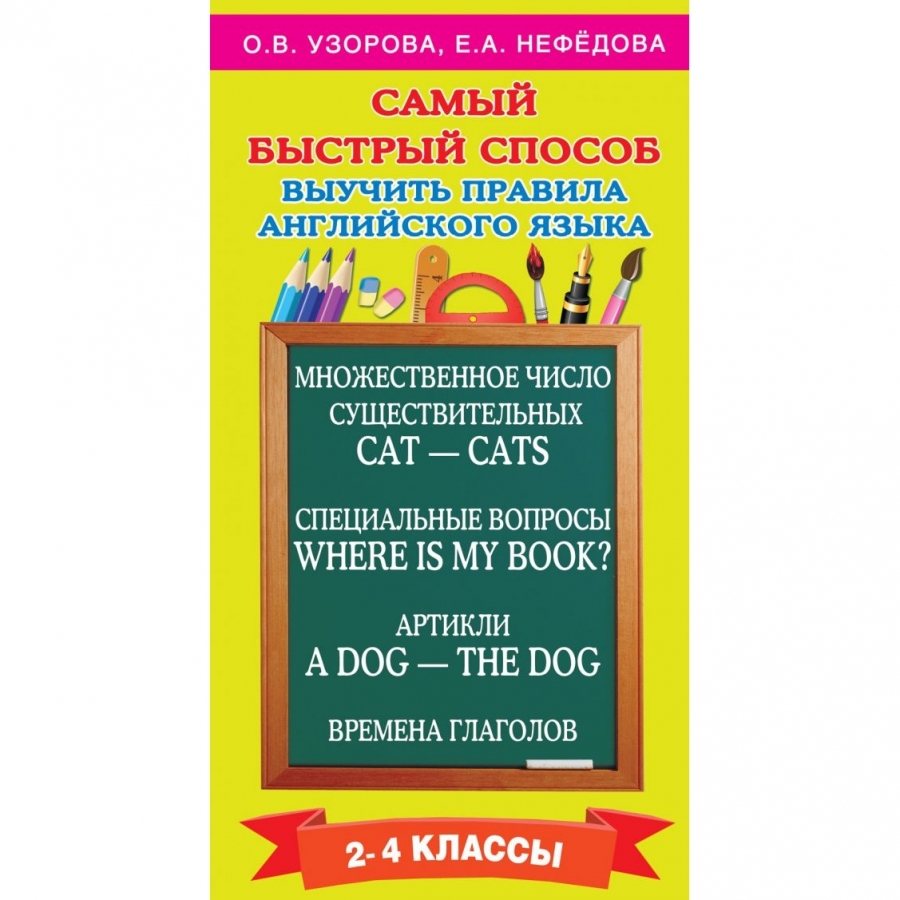 О.В. УЗОРОВА, Е.А. НЕФЁДОВА
САМЫЙ
БЫСТРЫЙ СПОСОБ
ВЫУЧИТЬ ПРАВИЛА
АНГЛИЙСКОГО ЯЗЫКА
МНОЖЕСТВЕННОЕ ЧИСЛО
СУЩЕСТВИТЕЛЬНЫХ
CAT — CATS
СПЕЦИАЛЬНЫЕ ВОПРОСЫ
WHERE IS MY BOOK?
АРТИКЛИ
A DOG — THE DOG
ВРЕМЕНА ГЛАГОЛОВ
2-4 КЛАССЫ